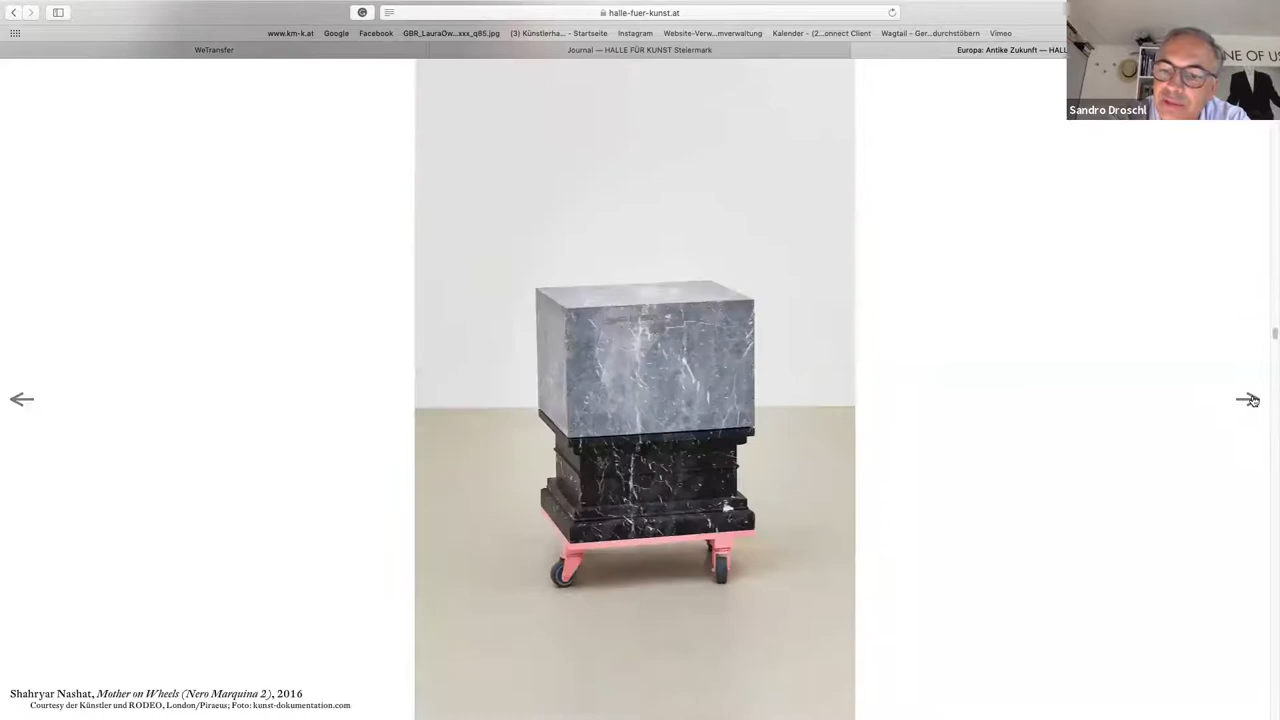 halle-fuer-kunst.at
www.km-k.at Google Facebook GBR_LauraOw...xxx_q85.jpg (3) Künstlerha... - Startseite Instagram Website-Verw...mverwaltung Kalender - (2...onnect Client Wagtail - Ger...durchstöbern Vimeo
WeTransfer Journal — HALLE FÜR KUNST Steiermark Europa: Antike Zukunft — HALL
NE OF US
Sandro Droschl
Shahryar Nashat, Mother on Wheels (Nero Marquina 2), 2016
Courtesy der Künstler und RODEO, London/Piraeus; Foto: kunst-dokumentation.com